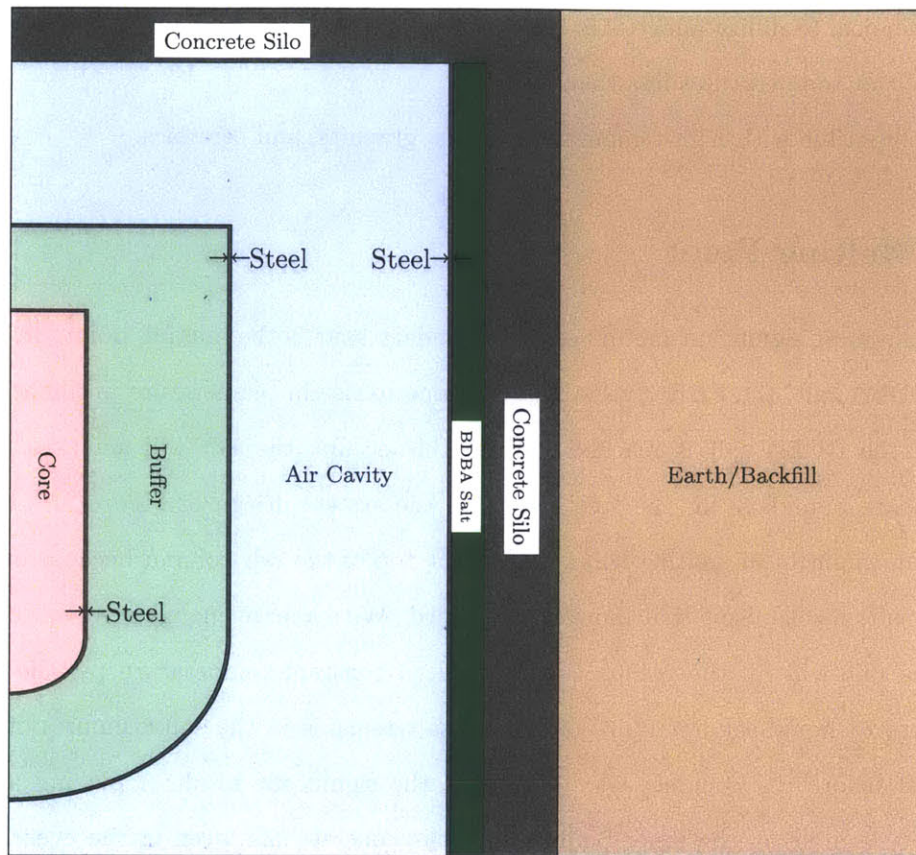 Concrete Silo
Steel
Steel
Core
Buffer
Air Cavity
BDBA Salt
Concrete Silo
Earth/Backfill
Steel